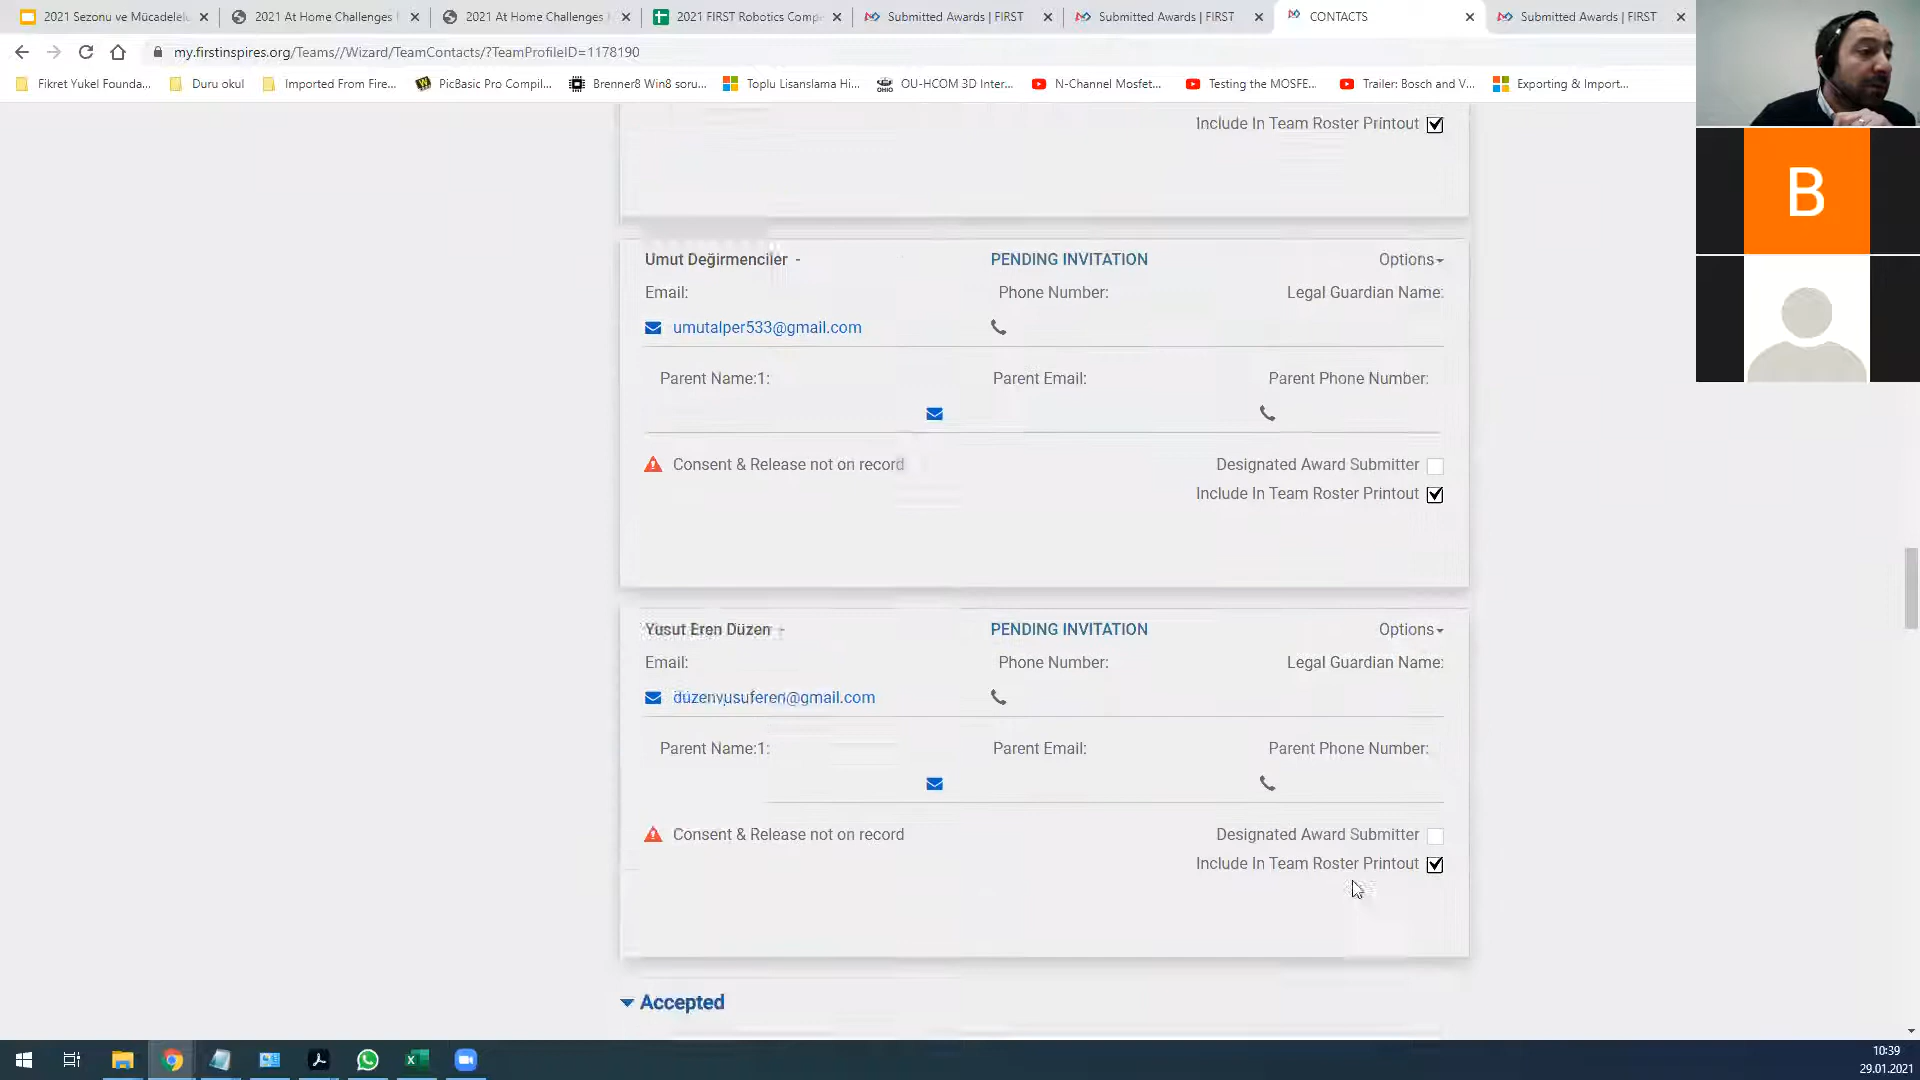 2021 Sezonu ve Mücadelel
2021 At Home Challenges
2021 At Home Challenges
2021 FIRST Robotics Comp
Submitted Awards | FIRST
Submitted Awards | FIRST
CONTACTS
Submitted Awards | FIRST
my.firstinspires.org/Teams//Wizard/TeamContacts/?TeamProfileID=1178190
Fikret Yukel Founda...
Duru okul
Imported From Fire...
PicBasic Pro Compil...
Brenner8 Win8 soru...
Toplu Lisanslama Hi...
OU-HCOM 3D Inter...
N-Channel Mosfet...
Testing the MOSFE...
Trailer: Bosch and V...
Exporting & Import...
B
Include In Team Roster Printout
Umut Değirmenciler -
PENDING INVITATION
Options
Email:
Phone Number:
Legal Guardian Name:
umutalper533@gmail.com
Parent Name:1:
Parent Email:
Parent Phone Number:
Consent & Release not on record
Designated Award Submitter
Include In Team Roster Printout
Yusuf Eren Düzen -
PENDING INVITATION
Options
Email:
Phone Number:
Legal Guardian Name:
duzenyusuferen@gmail.com
Parent Name:1:
Parent Email:
Parent Phone Number:
Consent & Release not on record
Designated Award Submitter
Include In Team Roster Printout
Accepted
10:39
29.01.2021